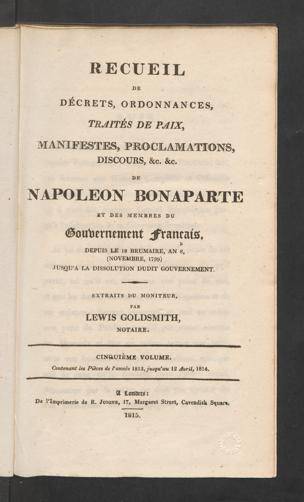 RECUEIL
DE
DÉCRETS, ORDONNANCES,
TRAITÉS DE PAIX,
MANIFESTES, PROCLAMATIONS,
DISCOURS, &c. &c.
DE
NAPOLEON BONAPARTE
ET DES MEMBRES DU
Gouvernement Francais,
DEPUIS LE 18 BRUMAIRE, AN 8,
(NOVEMBRE, 1799)
JUSQU'A LA DISSOLUTION DUDIT GOUVERNEMENT.
EXTRAITS DU MONITEUR,
PAR
LEWIS GOLDSMITH,
NOTAIRE.
CINQUIÈME VOLUME.
Contenant les Pièces de l'année 1813, jusqu'au 12 Avril, 1814.
A Londres:
De l'Imprimerie de R. Juigné, 17, Margaret Street, Cavendish Square.
1815.